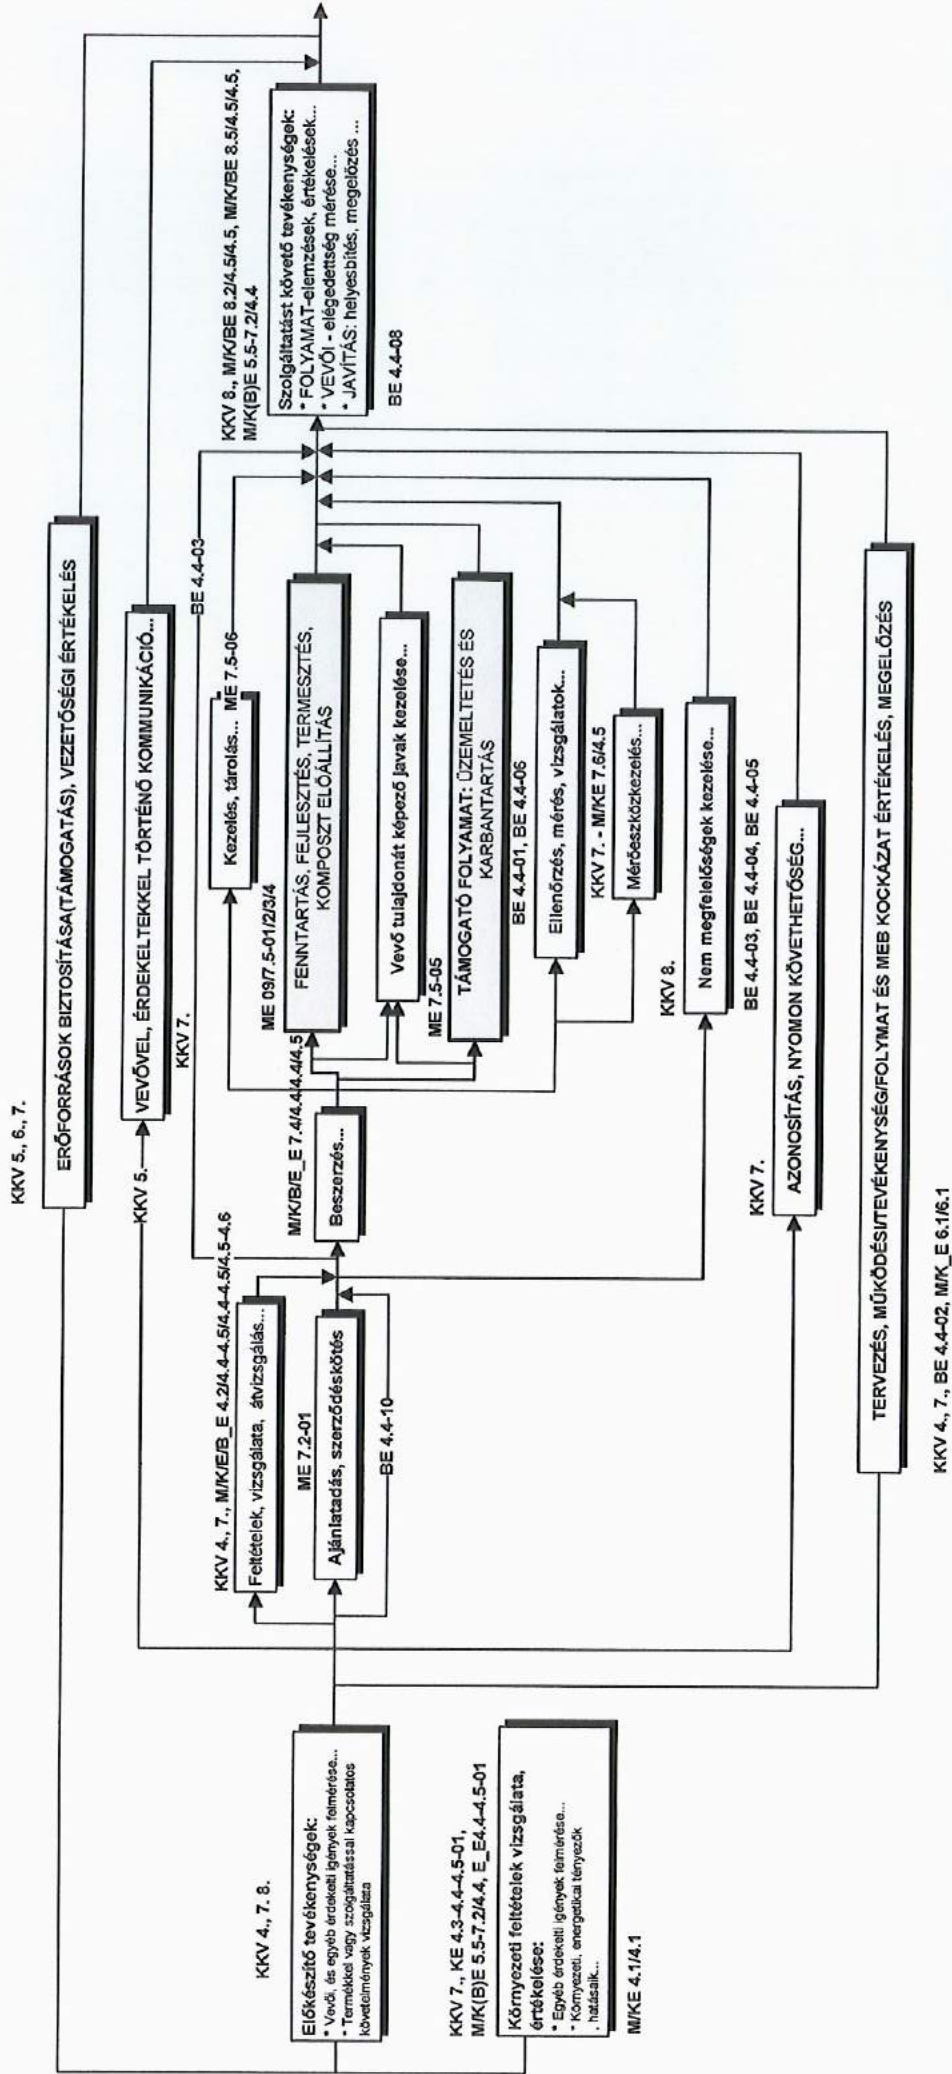 KKV 5., 6., 7.
ERŐFORRÁSOK BIZTOSÍTÁSA(TÁMOGATÁS), VEZETŐSÉGI ÉRTÉKELÉS
KKV 5.
VEVŐVEL, ÉRDEKELTEKKEL TÖRTÉNŐ KOMMUNIKÁCIÓ...
KKV 7.
BE 4.4-03
KKV 4., 7. 8.
Előkészítő tevékenységek:
* Vevői, és egyéb érdekelti igények felmérése...
* Termékkel vagy szolgáltatással kapcsolatos
követelmények vizsgálata
KKV 7., KE 4.3-4.4-4.5-01,
M/K(B)E 5.5-7.2/4.4, E_E4.4-4.5-01
Környezeti feltételek vizsgálata,
értékelése:
* Egyéb érdekelti igények felmérése...
* Környezeti, energetikai tényezők
. hatásaik...
M/KE 4.1/4.1
KKV 4., 7., M/K/E/B_E 4.2/4.4-4.5/4.4-4.5/4.5-4.6
Feltételek, vizsgálata, átvizsgálás...
ME 7.2-01
Ajánlatadás, szerződéskötés
BE 4.4-10
M/K/B/E_E 7.4/4.4/4.4/4.5
Beszerzés...
Kezelés, tárolás...
ME 7.5-06
ME 09/7.5-01/2/3/4
FENNTARTÁS, FEJLESZTÉS, TERMESZTÉS,
KOMPOSZT ELŐÁLLÍTÁS
Vevő tulajdonát képező javak kezelése...
ME 7.5-05
TÁMOGATÓ FOLYAMAT: ÜZEMELTETÉS ÉS
KARBANTARTÁS
BE 4.4-01, BE 4.4-06
Ellenőrzés, mérés, vizsgálatok...
KKV 7. - M/KE 7.6/4.5
Mérőeszközkezelés...
KKV 8.
Nem megfelelőségek kezelése...
BE 4.4-03, BE 4.4-04, BE 4.4-05
KKV 7.
AZONOSÍTÁS, NYOMON KÖVETHETŐSÉG...
TERVEZÉS, MŰKÖDÉSI/TEVÉKENYSÉG/FOLYMAT ÉS MEB KOCKÁZAT ÉRTÉKELÉS, MEGELŐZÉS
KKV 4., 7., BE 4.4-02, M/K_E 6.1/6.1
KKV 8., M/K/BE 8.2/4.5/4.5, M/K/BE 8.5/4.5/4.5,
M/K(B)E 5.5-7.2/4.4
Szolgáltatást követő tevékenységek:
* FOLYAMAT-elemzések, értékelések...
* VEVŐI - elégedettség mérése...
* JAVÍTÁS: helyesbítés, megelőzés ...
BE 4.4-08